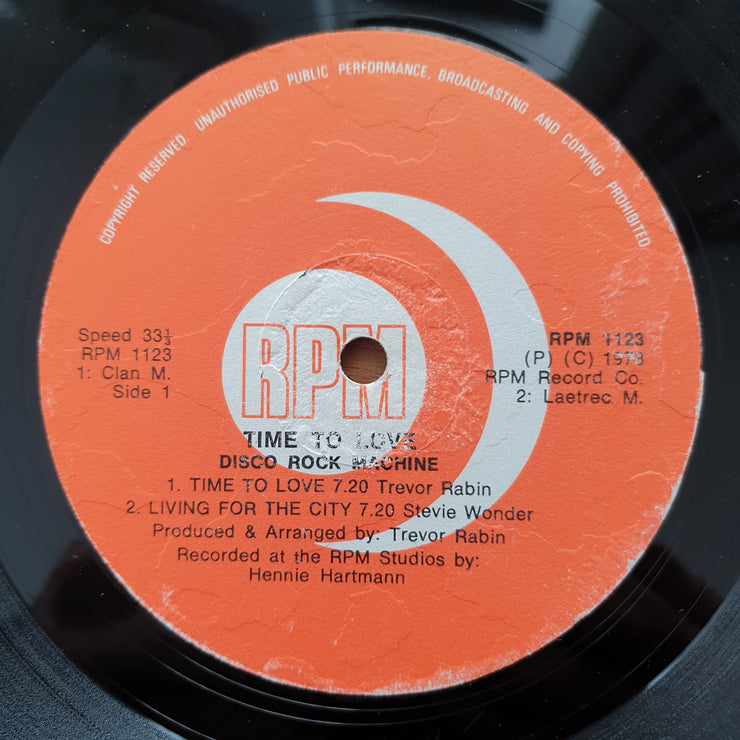 COPYRIGHT RESERVED. UNAUTHORISED PUBLIC PERFORMANCE, BROADCASTING AND COPYING PROHIBITED
Speed 33⅓
RPM 1123
1: Clan M.
Side 1
RPM
RPM 1123
(P) (C) 1978
RPM Record Co.
2: Laetrec M.
TIME TO LOVE
DISCO ROCK MACHINE
1. TIME TO LOVE 7.20 Trevor Rabin
2. LIVING FOR THE CITY 7.20 Stevie Wonder
Produced & Arranged by: Trevor Rabin
Recorded at the RPM Studios by:
Hennie Hartmann